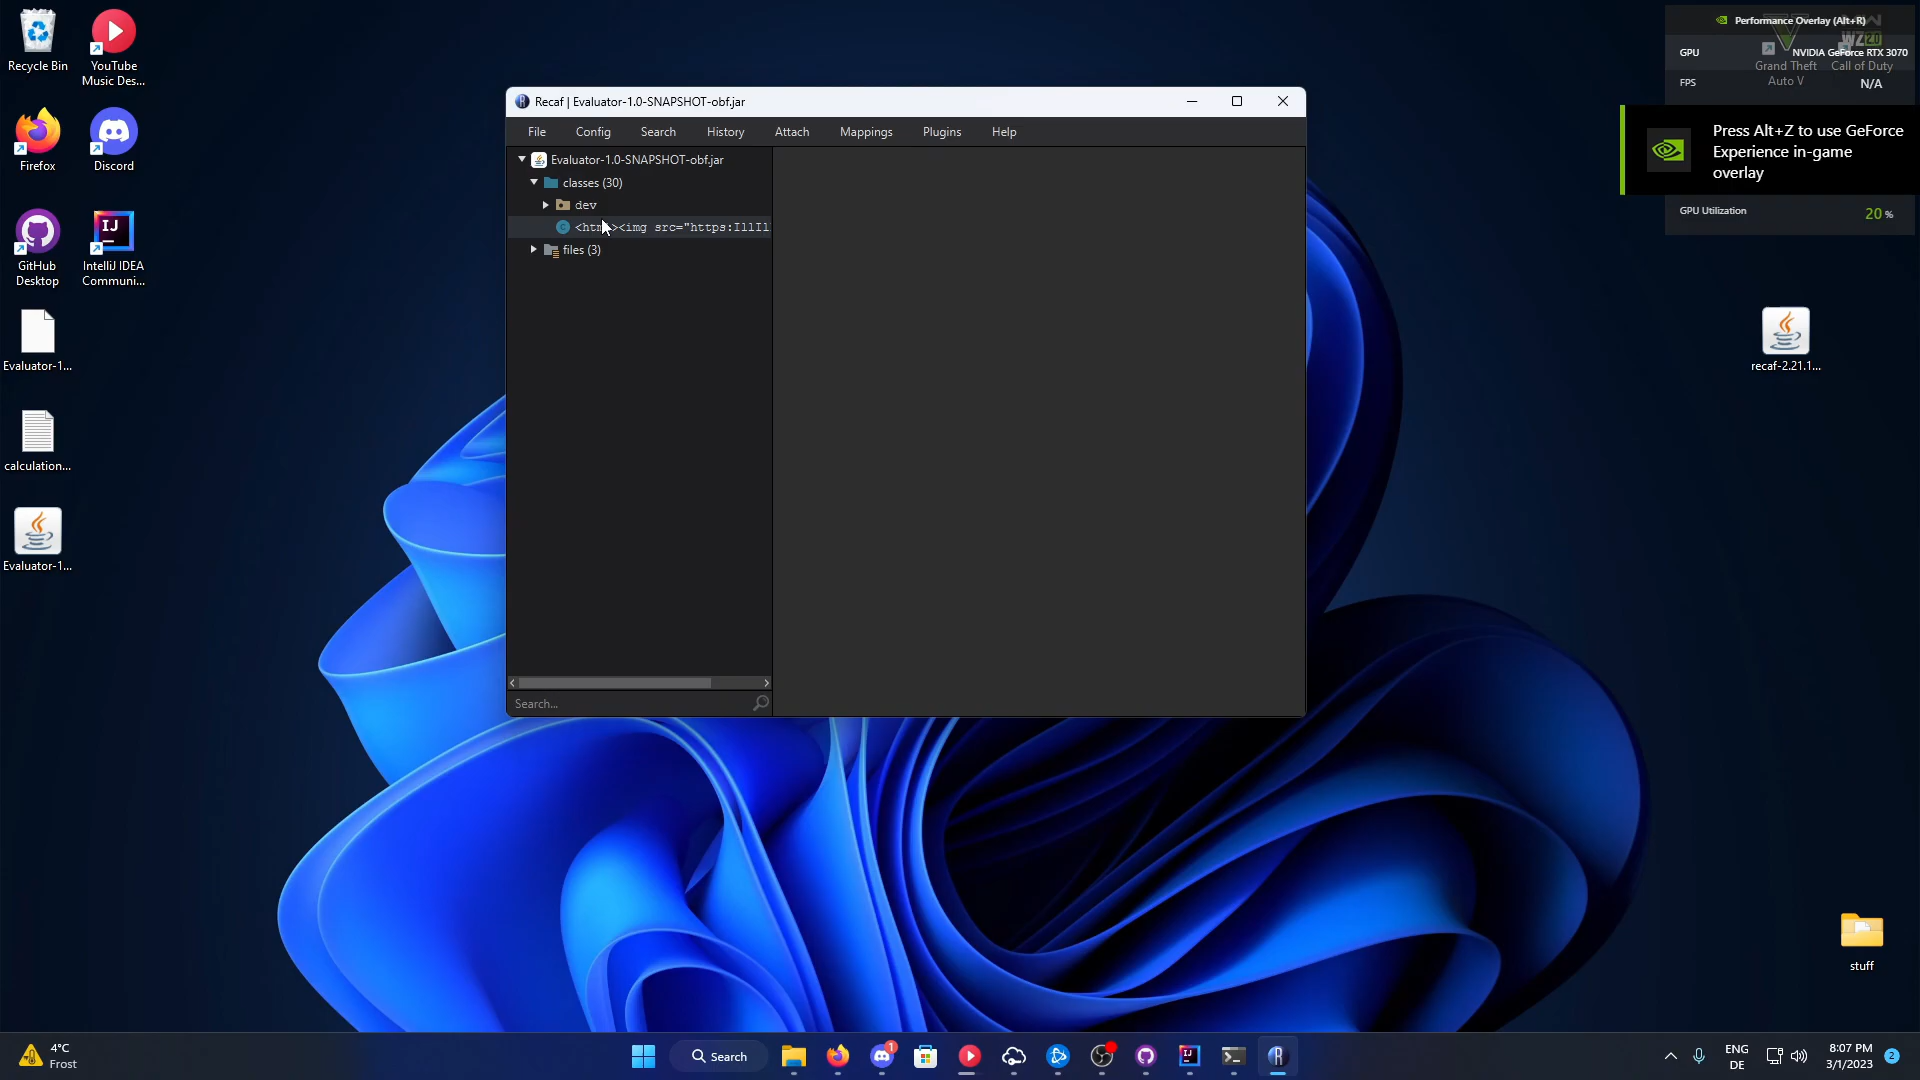 Recycle Bin
YouTube
Music Des...
Firefox
Discord
GitHub
Desktop
IntelliJ IDEA
Communi...
Evaluator-1...
calculation...
Evaluator-1...
Recaf | Evaluator-1.0-SNAPSHOT-obf.jar
File
Config
Search
History
Attach
Mappings
Plugins
Help
Evaluator-1.0-SNAPSHOT-obf.jar
classes (30)
dev
files (3)
Search...
Performance Overlay (Alt+R)
GPU
NVIDIA GeForce RTX 3070
Grand Theft
Auto V
Call of Duty
FPS
N/A
Press Alt+Z to use GeForce
Experience in-game
overlay
GPU Utilization
20 %
recaf-2.21.1...
stuff
4°C
Frost
Search
1
ENG
DE
8:07 PM
3/1/2023
2